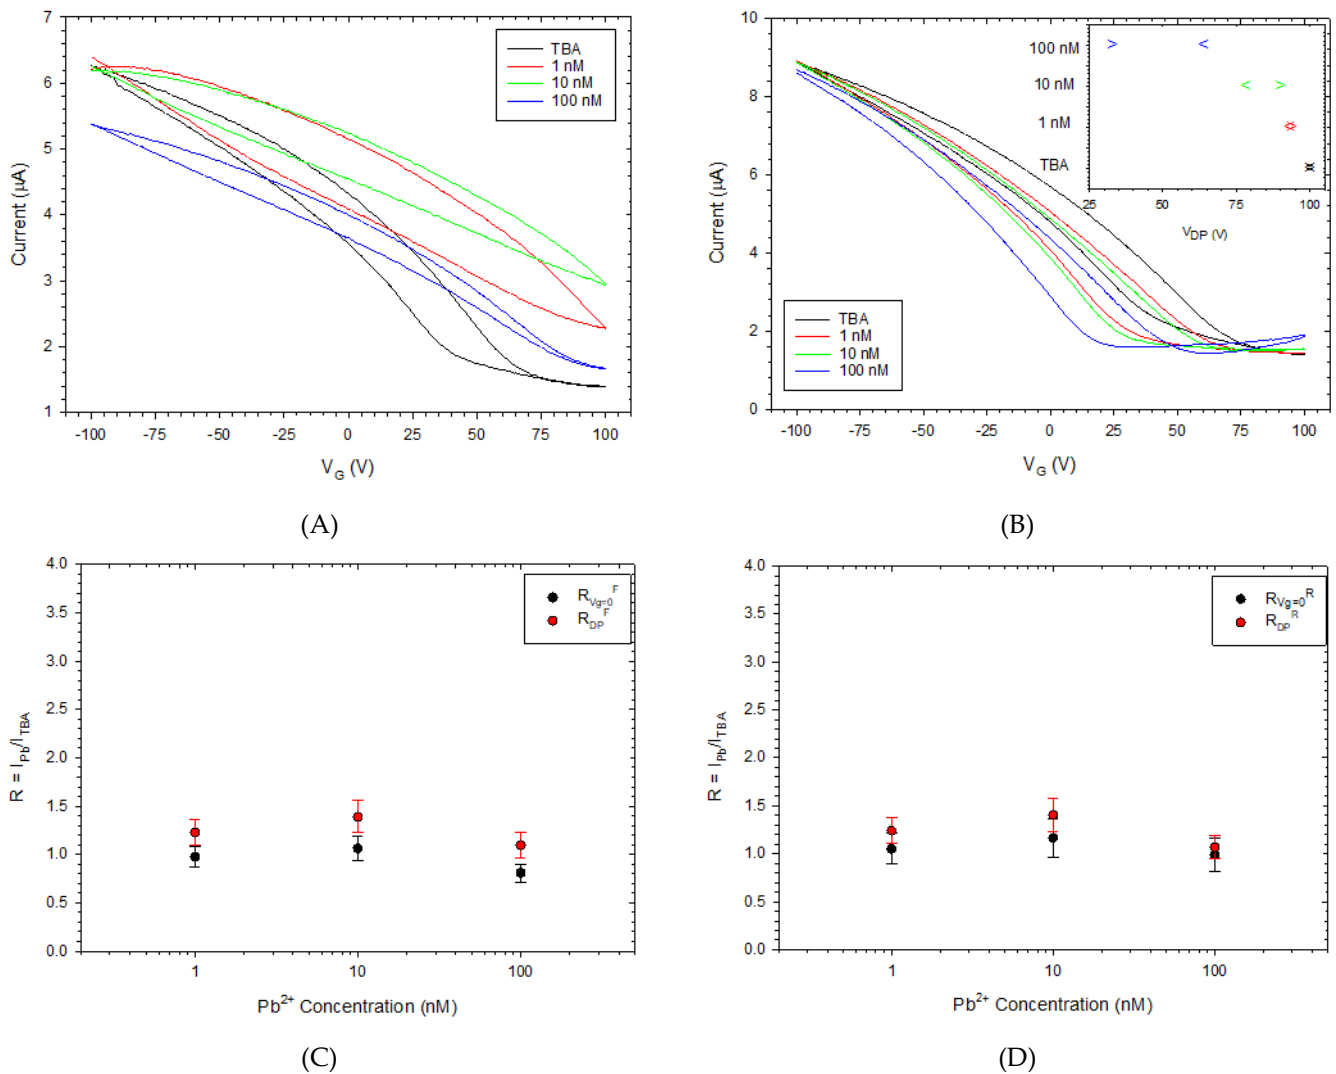 7
6
5
4
3
2
1
Current (μA)
-100 -75 -50 -25 0 25 50 75 100
V_G (V)
TBA
1 nM
10 nM
100 nM
(A)
10
8
6
4
2
0
Current (μA)
-100 -75 -50 -25 0 25 50 75 100
V_G (V)
TBA
1 nM
10 nM
100 nM
100 nM
10 nM
1 nM
TBA
25 50 75 100
V_DP (V)
(B)
4.0
3.5
3.0
2.5
2.0
1.5
1.0
0.5
0.0
R = I_Pb/I_TBA
1 10 100
Pb²⁺ Concentration (nM)
R_Vg=0^F
R_DP^F
(C)
4.0
3.5
3.0
2.5
2.0
1.5
1.0
0.5
0.0
R = I_Pb/I_TBA
1 10 100
Pb²⁺ Concentration (nM)
R_Vg=0^R
R_DP^R
(D)